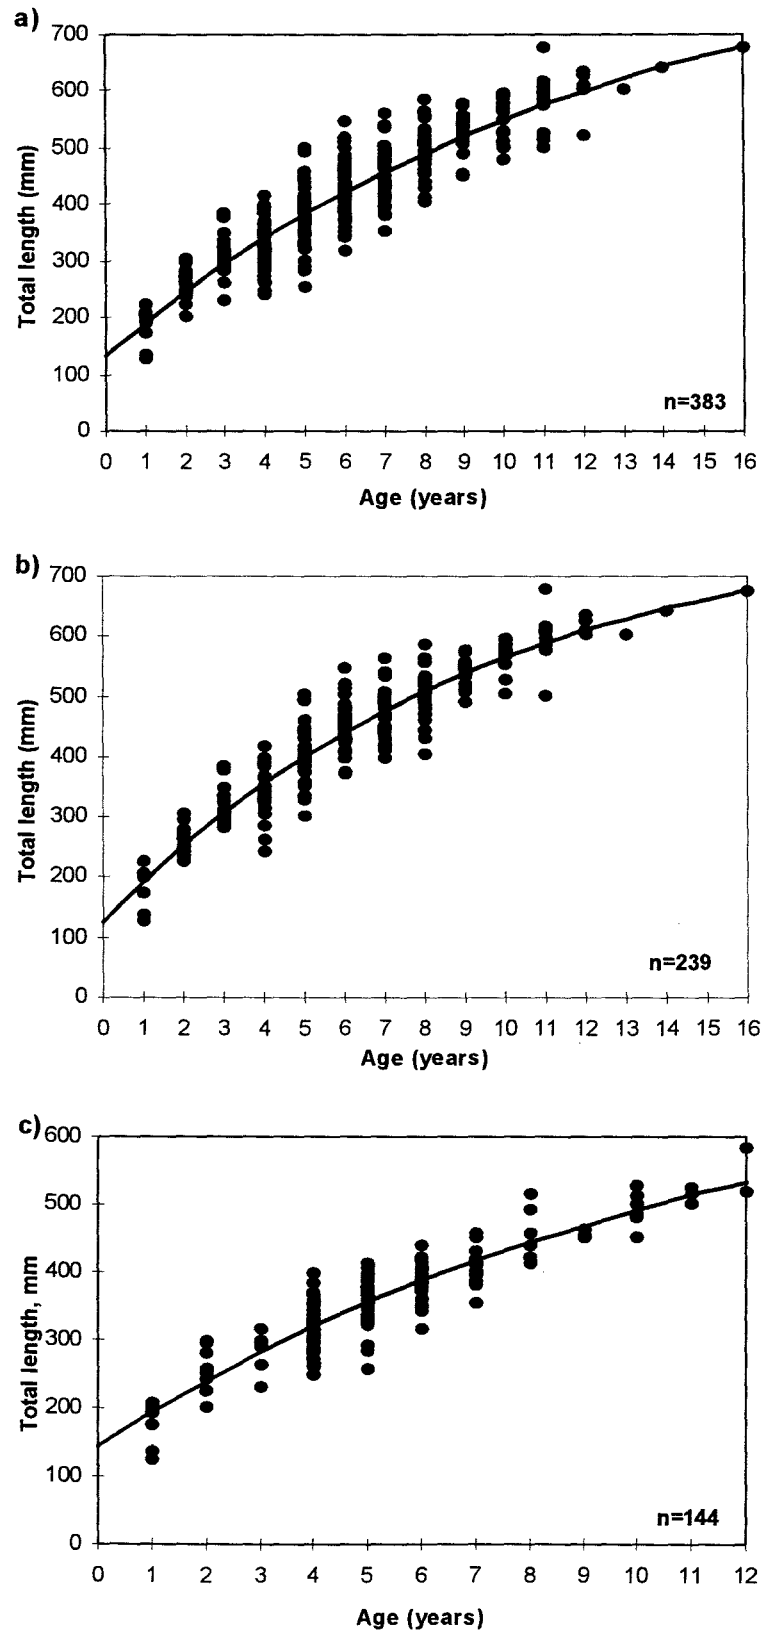 a)
700
600
500
400
300
200
100
0
Total length (mm)
n=383
0 1 2 3 4 5 6 7 8 9 10 11 12 13 14 15 16
Age (years)
b)
700
600
500
400
300
200
100
0
Total length (mm)
n=239
0 1 2 3 4 5 6 7 8 9 10 11 12 13 14 15 16
Age (years)
c)
600
500
400
300
200
100
0
Total length, mm
n=144
0 1 2 3 4 5 6 7 8 9 10 11 12
Age (years)